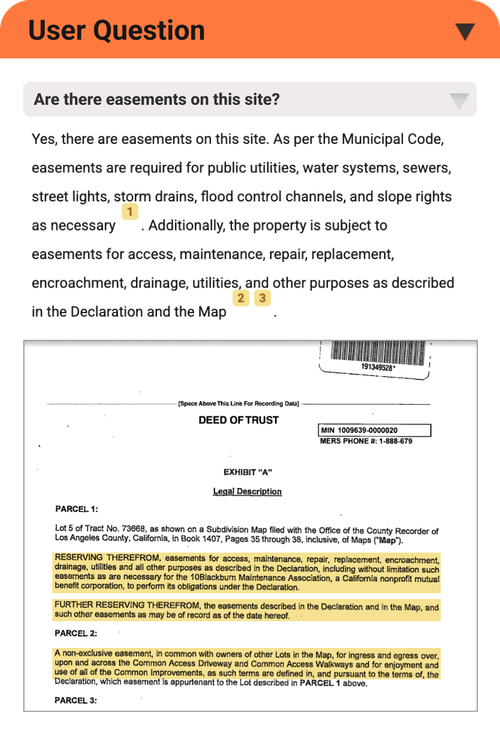 User Question
Are there easements on this site?
Yes, there are easements on this site. As per the Municipal Code,
easements are required for public utilities, water systems, sewers,
street lights, storm drains, flood control channels, and slope rights
as necessary 1 . Additionally, the property is subject to
easements for access, maintenance, repair, replacement,
encroachment, drainage, utilities, and other purposes as described
in the Declaration and the Map 2 3 .
191349528*
[Space Above This Line For Recording Data]
DEED OF TRUST
MIN 1009639-0000020
MERS PHONE #: 1-888-679
EXHIBIT "A"
Legal Description
PARCEL 1:
Lot 5 of Tract No. 73668, as shown on a Subdivision Map filed with the Office of the County Recorder of
Los Angeles County, California, in Book 1407, Pages 35 through 38, inclusive, of Maps ("Map").
RESERVING THEREFROM, easements for access, maintenance, repair, replacement, encroachment,
drainage, utilities and all other purposes as described in the Declaration, including without limitation such
easements as are necessary for the 10Blackburn Maintenance Association, a California nonprofit mutual
benefit corporation, to perform its obligations under the Declaration.
FURTHER RESERVING THEREFROM, the easements described in the Declaration and in the Map, and
such other easements as may be of record as of the date hereof.
PARCEL 2:
A non-exclusive easement, in common with owners of other Lots in the Map, for ingress and egress over,
upon and across the Common Access Driveway and Common Access Walkways and for enjoyment and
use of all of the Common Improvements, as such terms are defined in, and pursuant to the terms of, the
Declaration, which easement is appurtenant to the Lot described in PARCEL 1 above.
PARCEL 3: